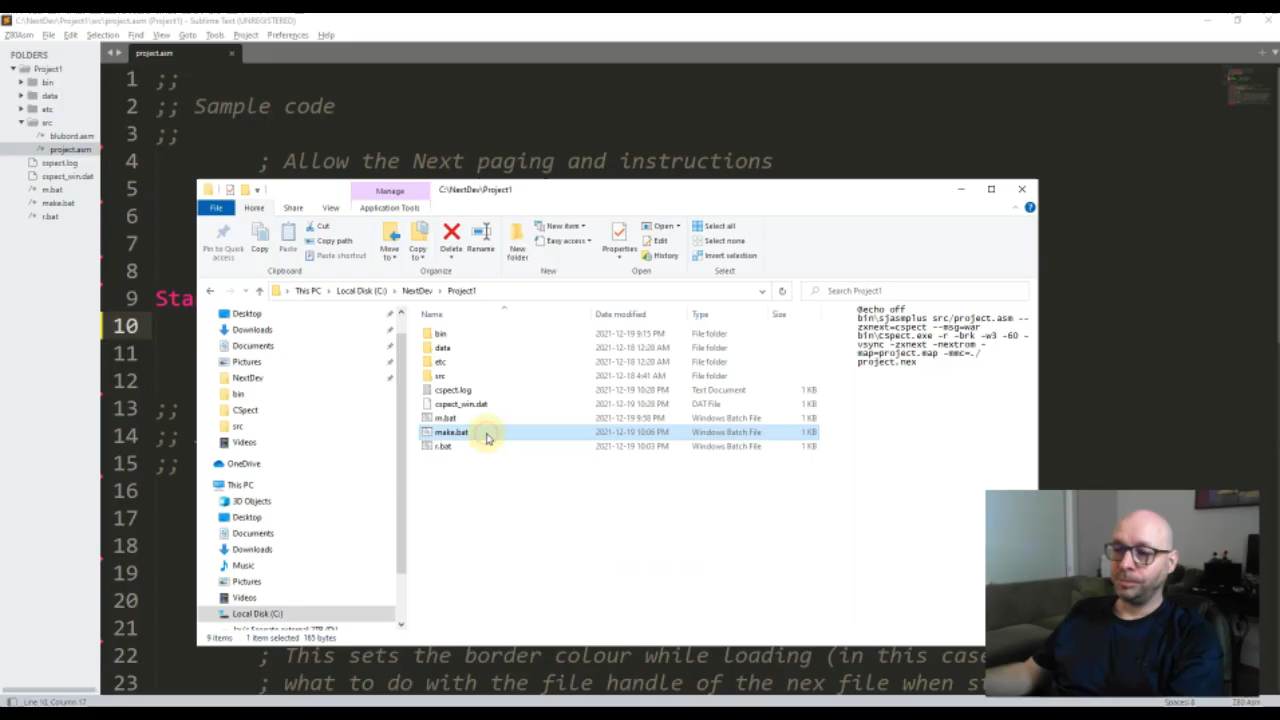 C:\NextDev\Project1\src\project.asm (Project1) - Sublime Text (UNREGISTERED)
Z80Asm File Edit Selection Find View Goto Tools Project Preferences Help
FOLDERS
Project1
bin
data
etc
src
blubord.asm
project.asm
cspect.log
cspect_win.dat
m.bat
make.bat
r.bat
project.asm
1 ;;
2 ;; Sample code
3 ;;
4 ; Allow the Next paging and instructions
5
6
7
8
9 Sta
10
11
12
13 ;;
14 ;;
15 ;;
16
17
18
19
20
21
22 ; This sets the border colour while loading (in this case
23 ; what to do with the file handle of the nex file when s
Manage
C:\NextDev\Project1
File Home Share View Application Tools
Pin to Quick access
Copy
Paste
Cut
Copy path
Paste shortcut
Clipboard
Move to
Copy to
Delete
Rename
Organize
New folder
New item
Easy access
New
Properties
Open
Edit
History
Open
Select all
Select none
Invert selection
Select
This PC Local Disk (C:) NextDev Project1
Search Project1
Desktop
Downloads
Documents
Pictures
NextDev
bin
CSpect
src
Videos
OneDrive
This PC
3D Objects
Desktop
Documents
Downloads
Music
Pictures
Videos
Local Disk (C:)
Name Date modified Type Size
bin 2021-12-19 9:15 PM File folder
data 2021-12-18 12:28 AM File folder
etc 2021-12-18 12:28 AM File folder
src 2021-12-18 4:41 AM File folder
cspect.log 2021-12-19 10:28 PM Text Document 1 KB
cspect_win.dat 2021-12-19 10:28 PM DAT File 1 KB
m.bat 2021-12-19 9:58 PM Windows Batch File 1 KB
make.bat 2021-12-19 10:06 PM Windows Batch File 1 KB
r.bat 2021-12-19 10:03 PM Windows Batch File 1 KB
@echo off
bin\sjasmplus src/project.asm --
zxnext=cspect --msg=war
bin\cspect.exe -r -brk -w3 -60 -
vsync -zxnext -nextrom -
map=project.map -mmc=./
project.nex
9 items 1 item selected 165 bytes
Line 10, Column 17
Spaces: 8 Z80 Asm